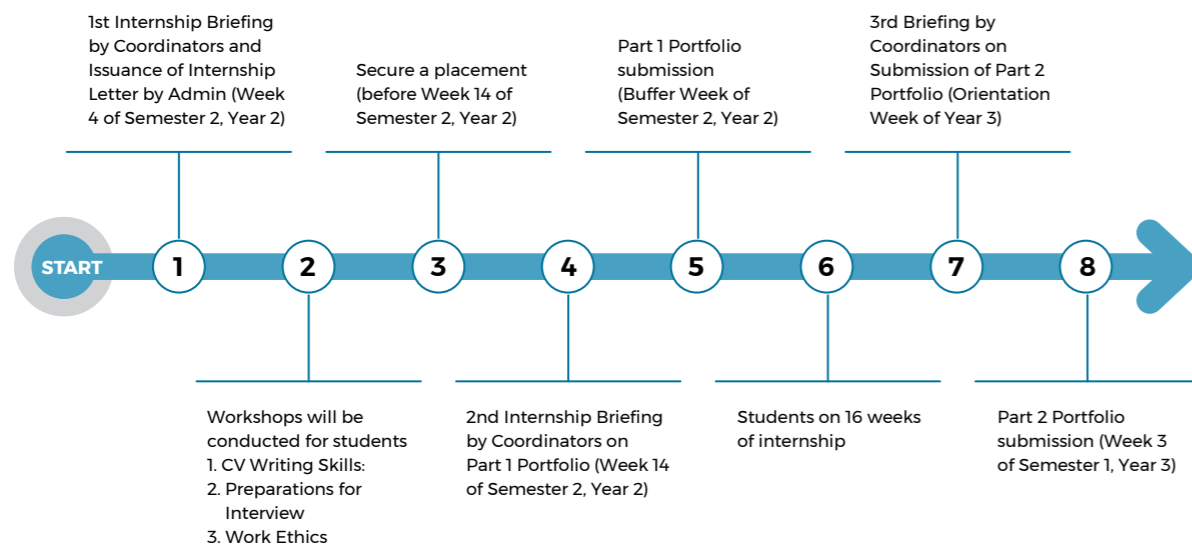 1st Internship Briefing
by Coordinators and
Issuance of Internship
Letter by Admin (Week
4 of Semester 2, Year 2)
Secure a placement
(before Week 14 of
Semester 2, Year 2)
Part 1 Portfolio
submission
(Buffer Week of
Semester 2, Year 2)
3rd Briefing by
Coordinators on
Submission of Part 2
Portfolio (Orientation
Week of Year 3)
START
1
2
3
4
5
6
7
8
Workshops will be
conducted for students
1. CV Writing Skills:
2. Preparations for
Interview
3. Work Ethics
2nd Internship Briefing
by Coordinators on
Part 1 Portfolio (Week 14
of Semester 2, Year 2)
Students on 16 weeks
of internship
Part 2 Portfolio
submission (Week 3
of Semester 1, Year 3)